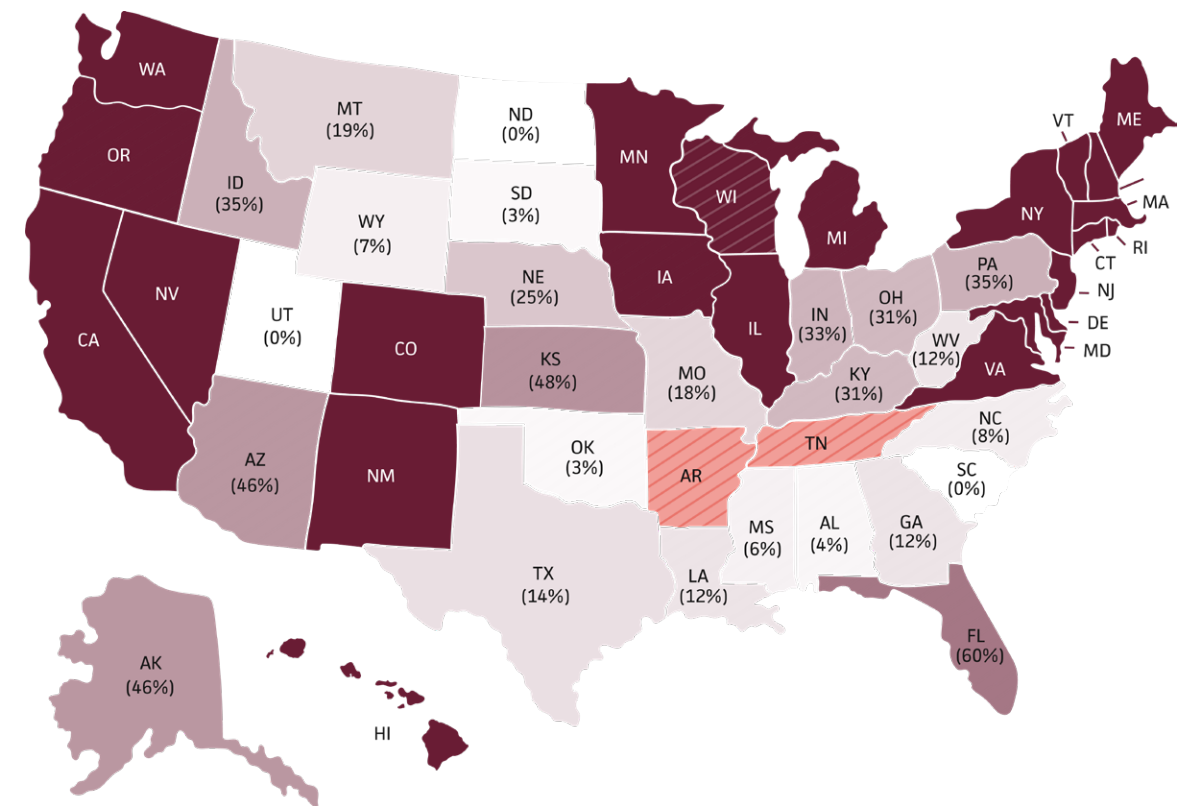 WA
OR
CA
NV
ID
(35%)
MT
(19%)
WY
(7%)
UT
(0%)
AZ
(46%)
CO
NM
ND
(0%)
SD
(3%)
NE
(25%)
KS
(48%)
OK
(3%)
TX
(14%)
MN
IA
MO
(18%)
AR
LA
(12%)
WI
IL
MI
IN
(33%)
OH
(31%)
KY
(31%)
TN
MS
(6%)
AL
(4%)
GA
(12%)
FL
(60%)
SC
(0%)
NC
(8%)
WV
(12%)
VA
PA
(35%)
NY
VT
ME
MA
RI
CT
NJ
DE
MD
AK
(46%)
HI